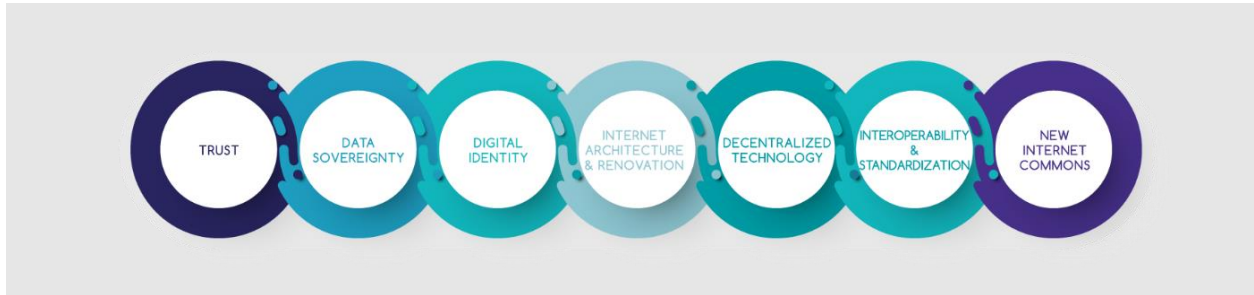 TRUST
DATA
SOVEREIGNTY
DIGITAL
IDENTITY
INTERNET
ARCHITECTURE
& RENOVATION
DECENTRALIZED
TECHNOLOGY
INTEROPERABILITY
&
STANDARDIZATION
NEW
INTERNET
COMMONS